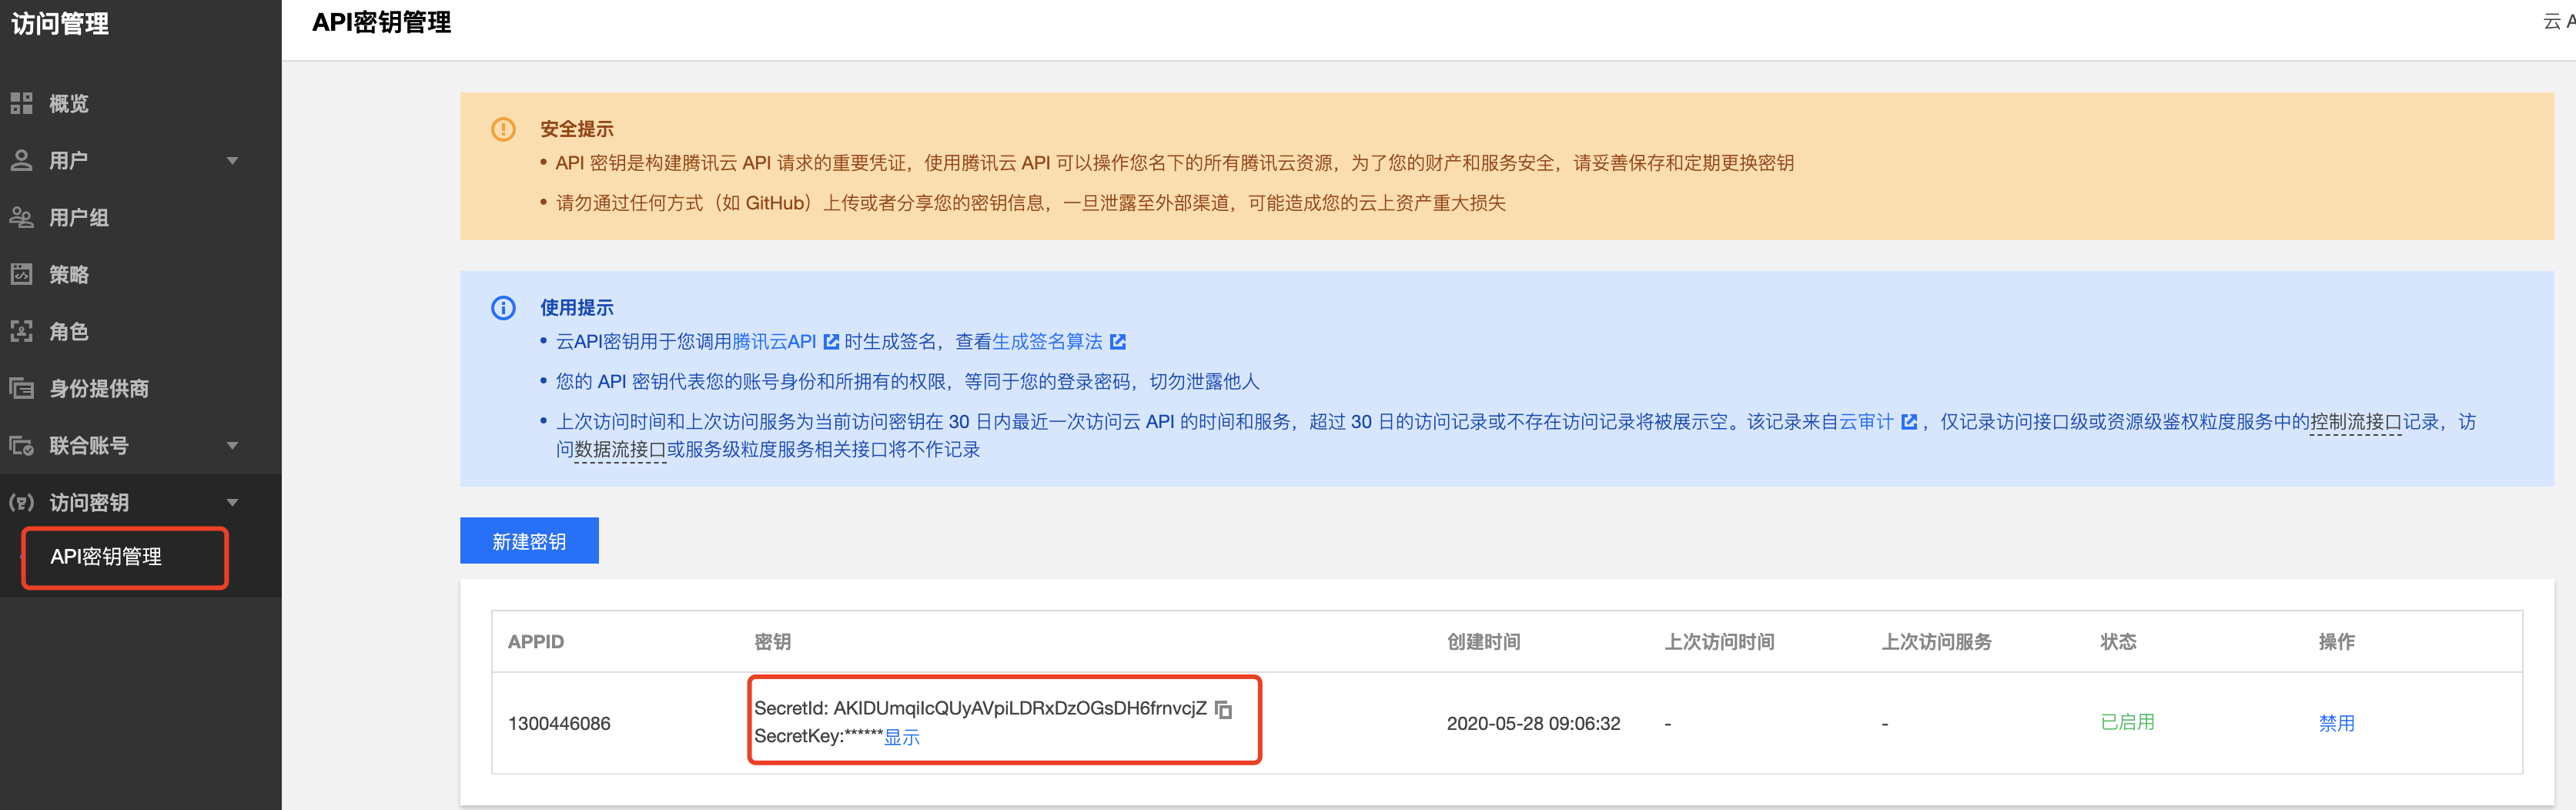 访问管理
API密钥管理
概览
用户
用户组
策略
角色
身份提供商
联合账号
访问密钥
API密钥管理
安全提示
• API 密钥是构建腾讯云 API 请求的重要凭证，使用腾讯云 API 可以操作您名下的所有腾讯云资源，为了您的财产和服务安全，请妥善保存和定期更换密钥
• 请勿通过任何方式（如 GitHub）上传或者分享您的密钥信息，一旦泄露至外部渠道，可能造成您的云上资产重大损失
使用提示
• 云API密钥用于您调用腾讯云API 时生成签名，查看生成签名算法
• 您的 API 密钥代表您的账号身份和所拥有的权限，等同于您的登录密码，切勿泄露他人
• 上次访问时间和上次访问服务为当前访问密钥在 30 日内最近一次访问云 API 的时间和服务，超过 30 日的访问记录或不存在访问记录将被展示空。该记录来自云审计 ，仅记录访问接口级或资源级鉴权粒度服务中的控制流接口记录，访
问数据流接口或服务级粒度服务相关接口将不作记录
新建密钥
APPID 密钥 创建时间 上次访问时间 上次访问服务 状态 操作
SecretId: AKIDUmqiIcQUyAVpiLDRxDzOGsDH6frnvcjZ
1300446086 2020-05-28 09:06:32 - - 已启用 禁用
SecretKey:******显示